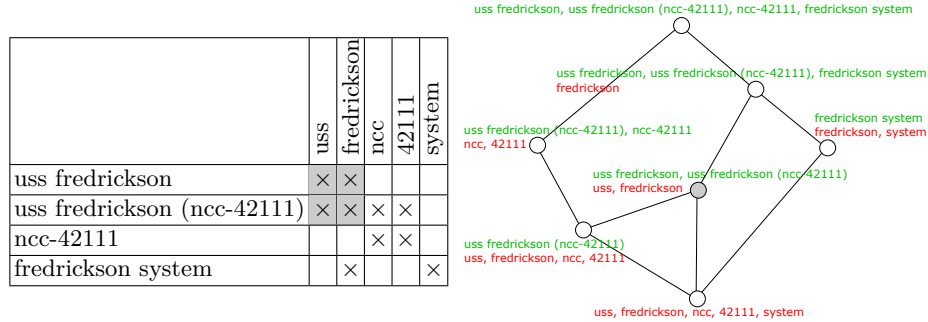 uss
fredrickson
ncc
42111
system
uss fredrickson × ×
uss fredrickson (ncc-42111) × × × ×
ncc-42111 × ×
fredrickson system × ×
uss fredrickson, uss fredrickson (ncc-42111), ncc-42111, fredrickson system
uss fredrickson, uss fredrickson (ncc-42111), fredrickson system
fredrickson
fredrickson system
fredrickson, system
uss fredrickson (ncc-42111), ncc-42111
ncc, 42111
uss fredrickson, uss fredrickson (ncc-42111)
uss, fredrickson
uss fredrickson (ncc-42111)
uss, fredrickson, ncc, 42111
uss, fredrickson, ncc, 42111, system